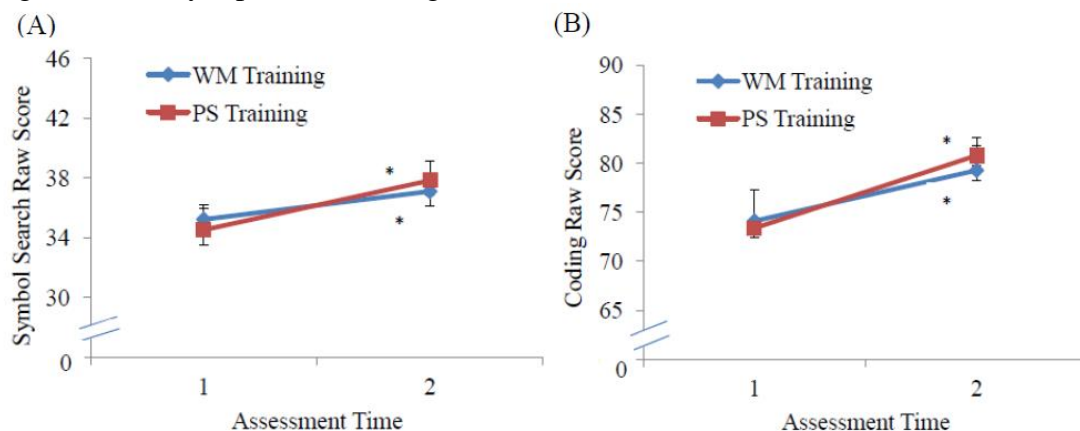 (A)
46
42
38
34
30
0
Symbol Search Raw Score
WM Training
PS Training
*
*
1
2
Assessment Time
(B)
90
85
80
75
70
65
0
Coding Raw Score
WM Training
PS Training
*
*
1
2
Assessment Time